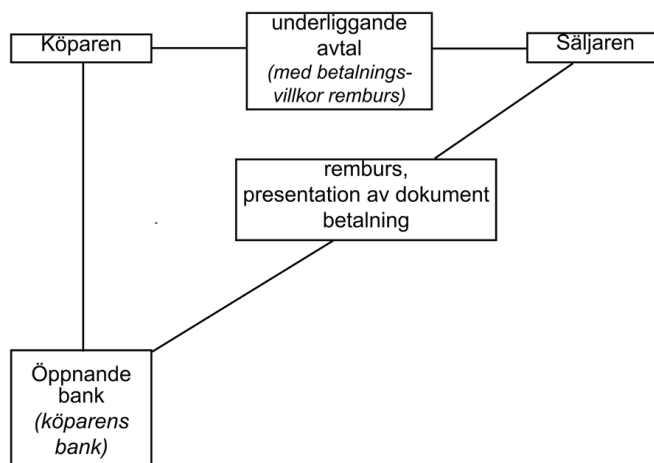 Köparen
underliggande
avtal
(med betalnings-
villkor remburs)
Säljaren
remburs,
presentation av dokument
betalning
Öppnande
bank
(köparens
bank)